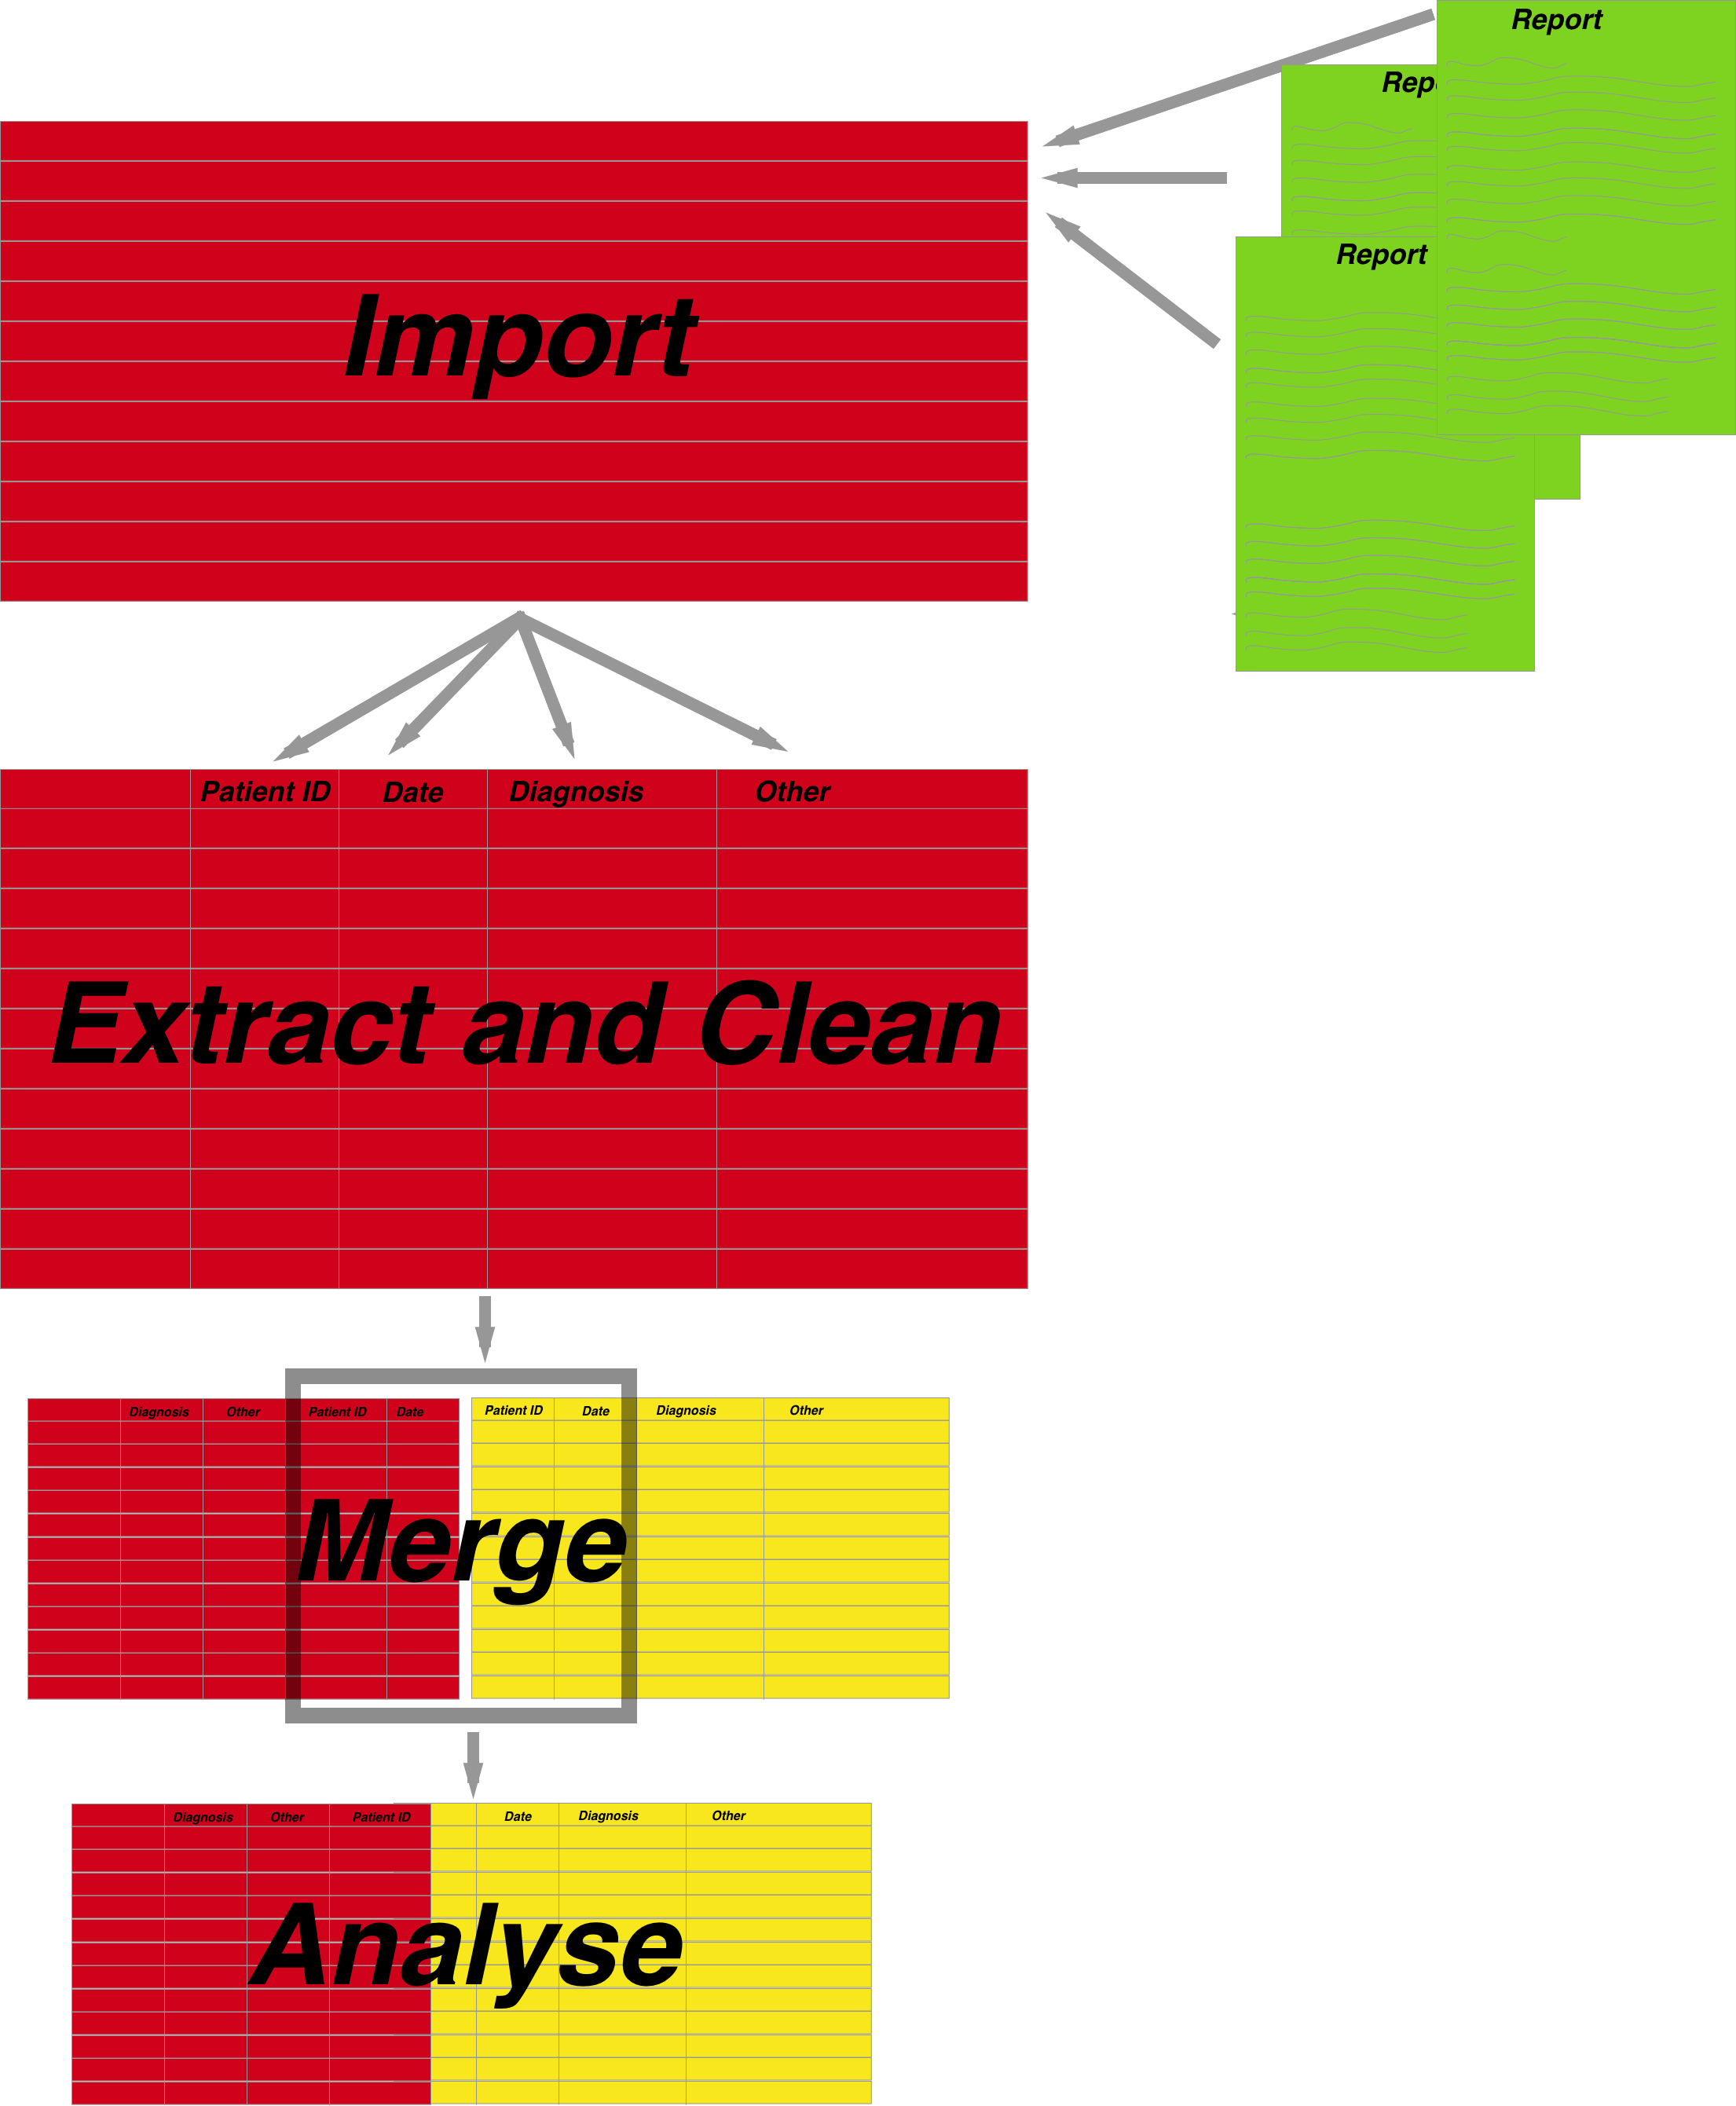 Report
Rep
Report
Import
Patient ID Date Diagnosis Other
Extract and Clean
Diagnosis Other Patient ID Date Patient ID Date Diagnosis Other
Merge
Diagnosis Other Patient ID Date Diagnosis Other
Analyse